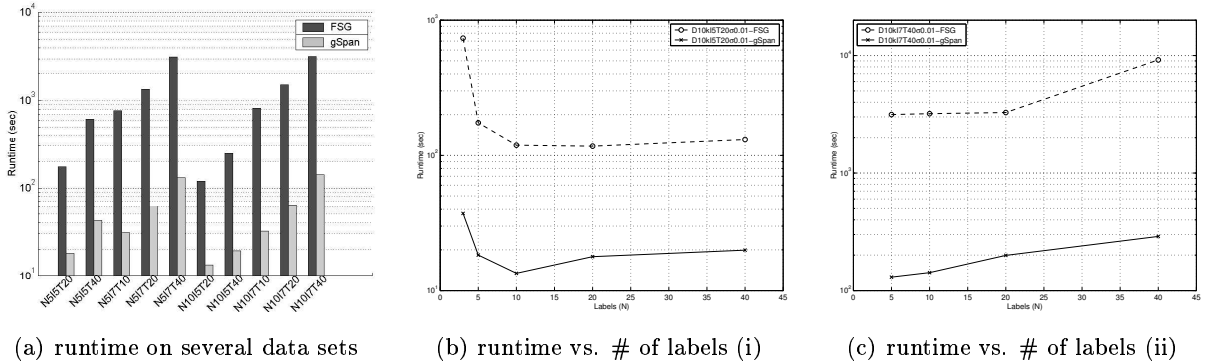 10^4
10^3
10^2
10^1
Runtime (sec)
FSG
gSpan
N5I5T20
N5I5T40
N5I7T10
N5I7T20
N5I7T40
N10I5T20
N10I5T40
N10I7T10
N10I7T20
N10I7T40
(a) runtime on several data sets
10^3
10^2
10^1
Runtime (sec)
D10kI5T20σ0.01−FSG
D10kI5T20σ0.01−gSpan
0 5 10 15 20 25 30 35 40 45
Labels (N)
(b) runtime vs. # of labels (i)
10^4
10^3
10^2
Runtime (sec)
D10kI7T40σ0.01−FSG
D10kI7T40σ0.01−gSpan
0 5 10 15 20 25 30 35 40 45
Labels (N)
(c) runtime vs. # of labels (ii)